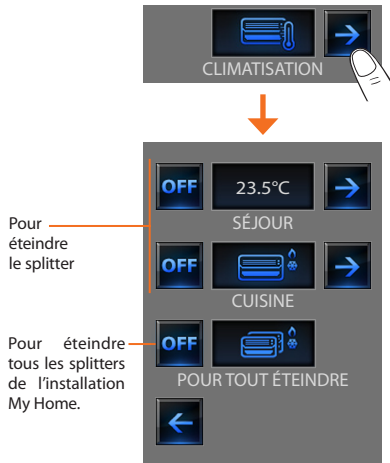 CLIMATISATION
OFF
23.5°C
SÉJOUR
Pour
éteindre
le splitter
OFF
CUISINE
Pour éteindre
tous les splitters
de l'installation
My Home.
OFF
POUR TOUT ÉTEINDRE